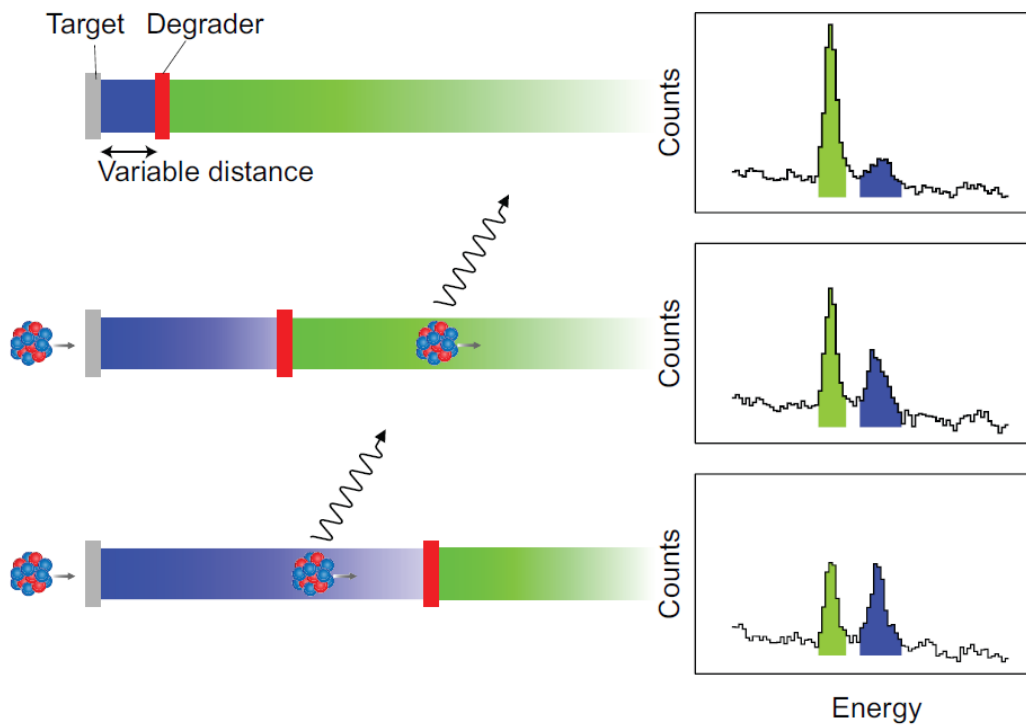 Target Degrader
Variable distance
Counts
Counts
Counts
Energy